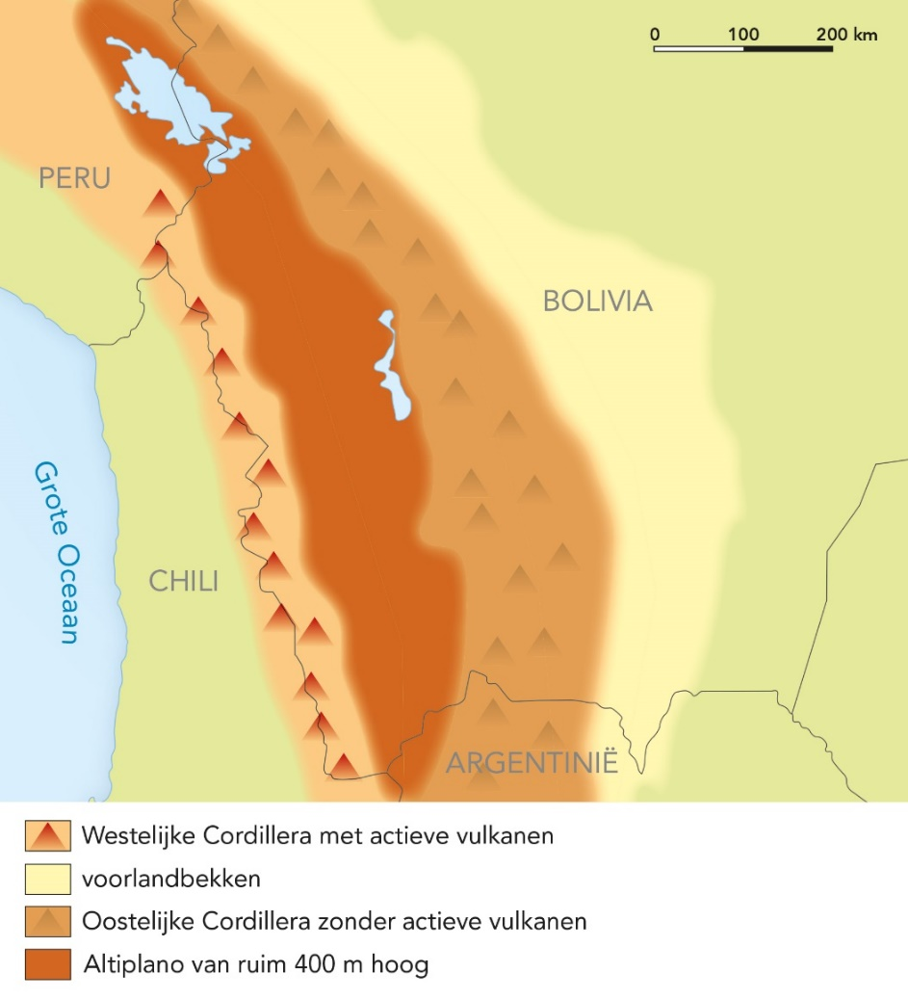 0 100 200 km
PERU
BOLIVIA
Grote Oceaan
CHILI
ARGENTINIË
Westelijke Cordillera met actieve vulkanen
voorlandbekken
Oostelijke Cordillera zonder actieve vulkanen
Altiplano van ruim 400 m hoog